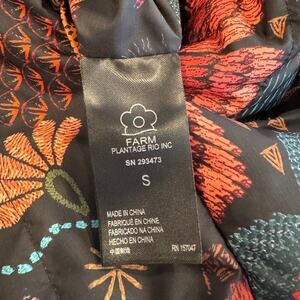 FARM
PLANTAGE RIO INC
SN 293473
S
MADE IN CHINA
FABRIQUÉ EN CHINE
FABRICADO NA CHINA
HECHO EN CHINA
中国制造
RN 157047